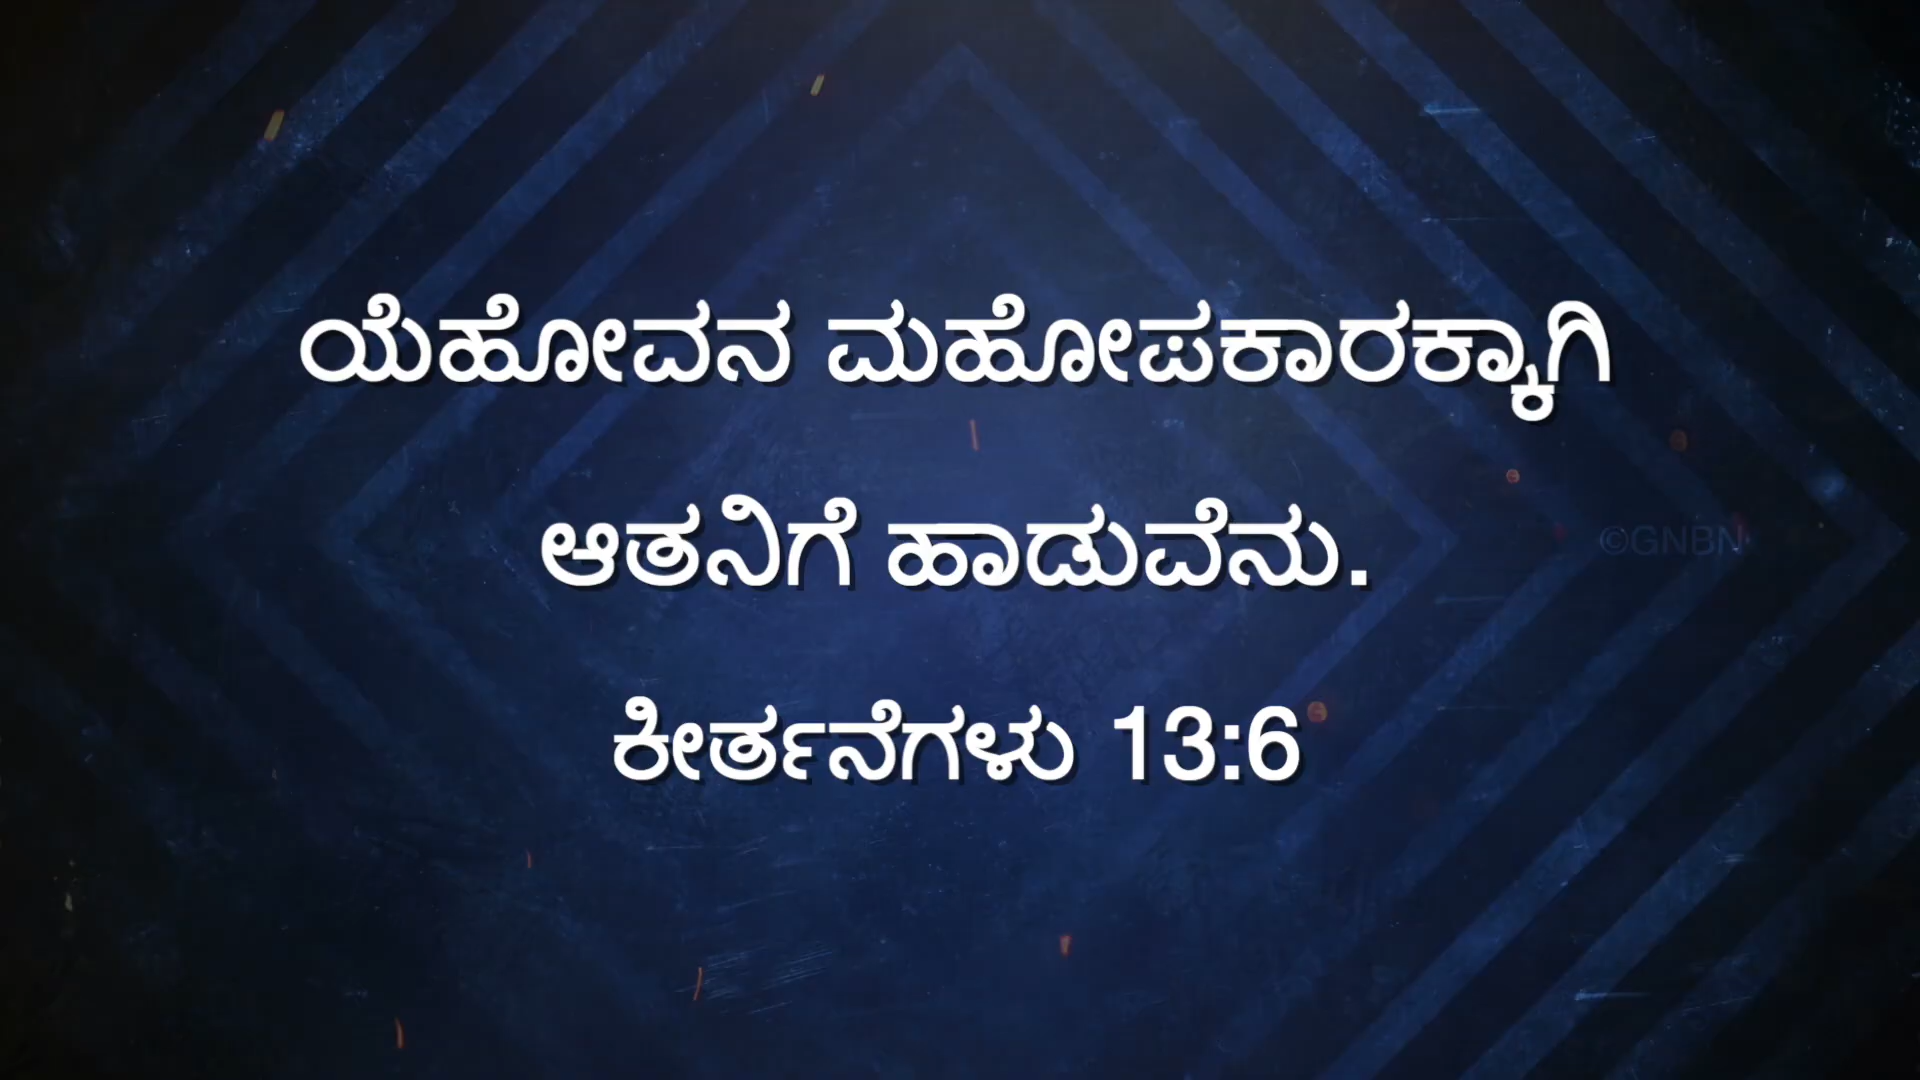 ಯೆಹೋವನ ಮಹೋಪಕಾರಕ್ಕಾಗಿ
ಆತನಿಗೆ ಹಾಡುವೆನು.
©GNBN
ಕೀರ್ತನೆಗಳು 13:6